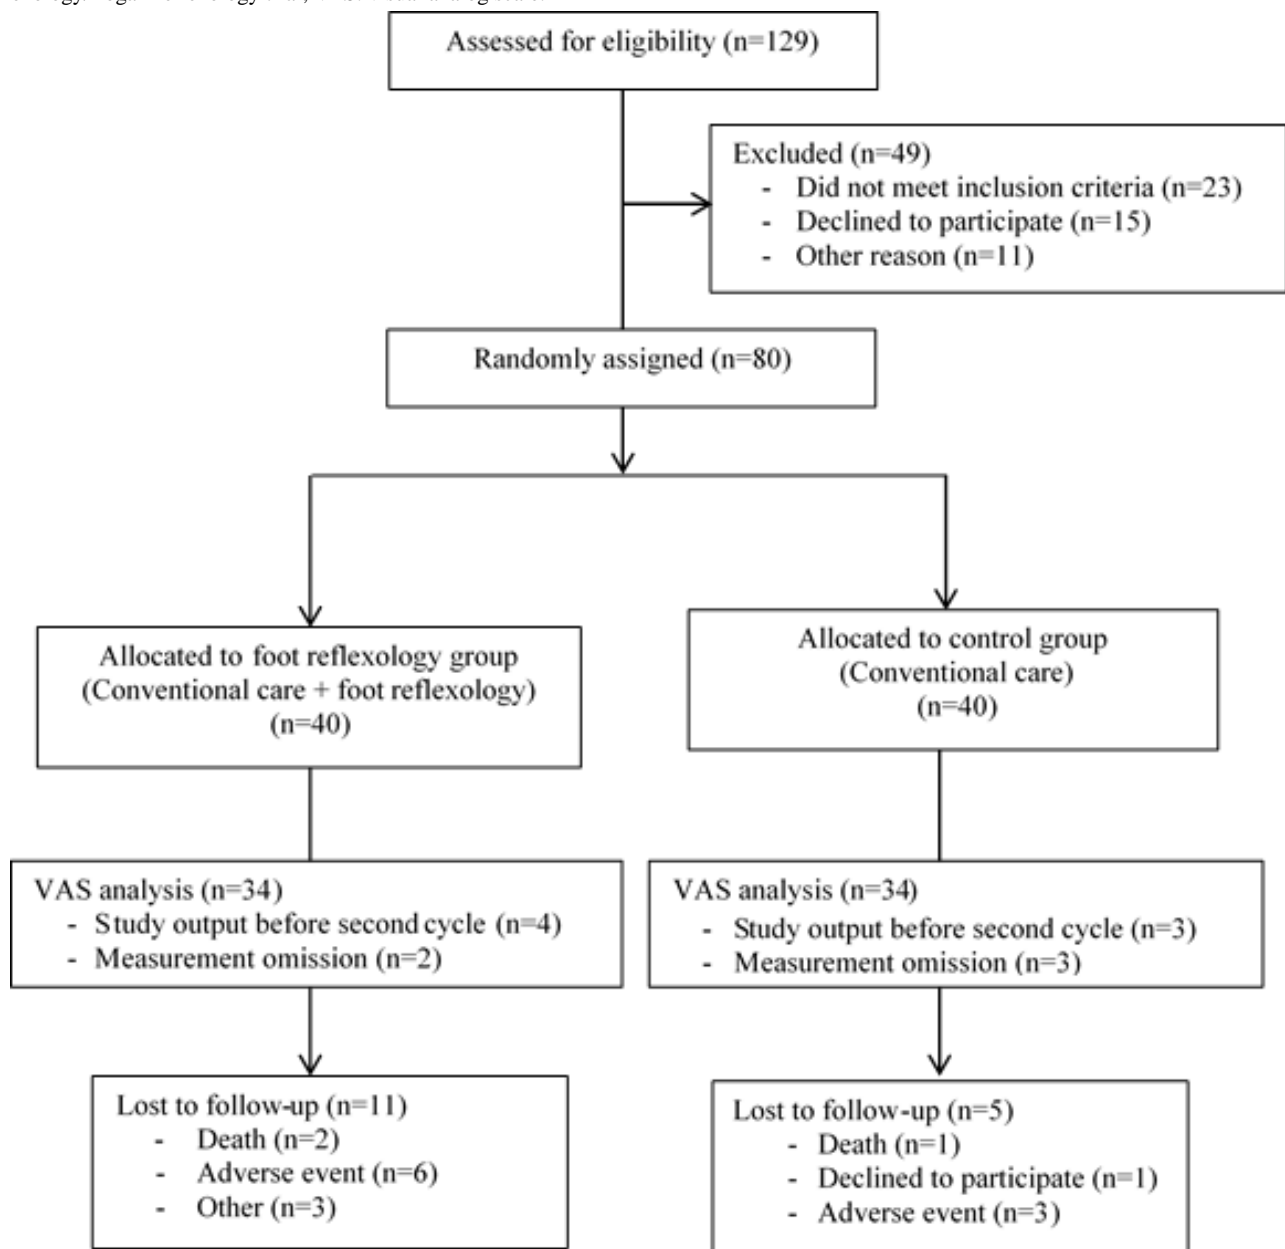 Assessed for eligibility (n=129)
Excluded (n=49)
- Did not meet inclusion criteria (n=23)
- Declined to participate (n=15)
- Other reason (n=11)
Randomly assigned (n=80)
Allocated to foot reflexology group
(Conventional care + foot reflexology)
(n=40)
Allocated to control group
(Conventional care)
(n=40)
VAS analysis (n=34)
- Study output before second cycle (n=4)
- Measurement omission (n=2)
VAS analysis (n=34)
- Study output before second cycle (n=3)
- Measurement omission (n=3)
Lost to follow-up (n=11)
- Death (n=2)
- Adverse event (n=6)
- Other (n=3)
Lost to follow-up (n=5)
- Death (n=1)
- Declined to participate (n=1)
- Adverse event (n=3)